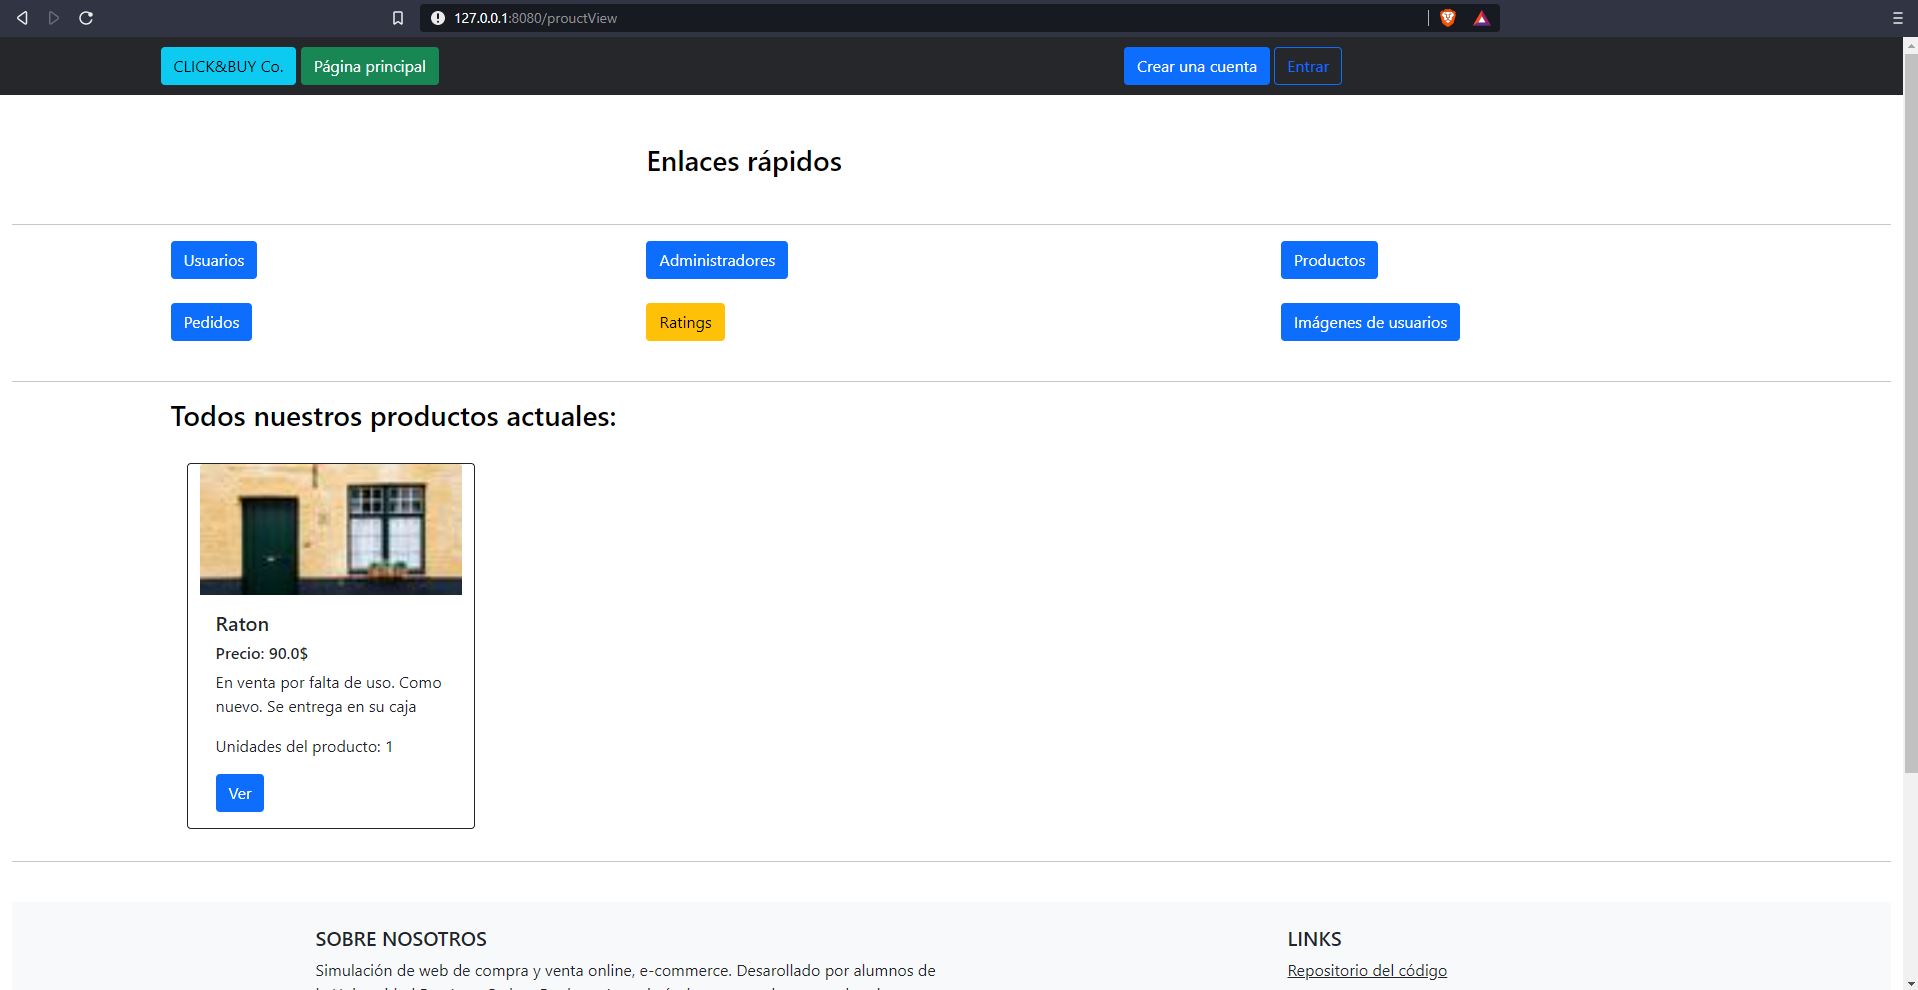 127.0.0.1:8080/prouctView
CLICK&BUY Co. Página principal Crear una cuenta Entrar
Enlaces rápidos
Usuarios Administradores Productos
Pedidos Ratings Imágenes de usuarios
Todos nuestros productos actuales:
Raton
Precio: 90.0$
En venta por falta de uso. Como
nuevo. Se entrega en su caja
Unidades del producto: 1
Ver
SOBRE NOSOTROS LINKS
Simulación de web de compra y venta online, e-commerce. Desarollado por alumnos de Repositorio del código